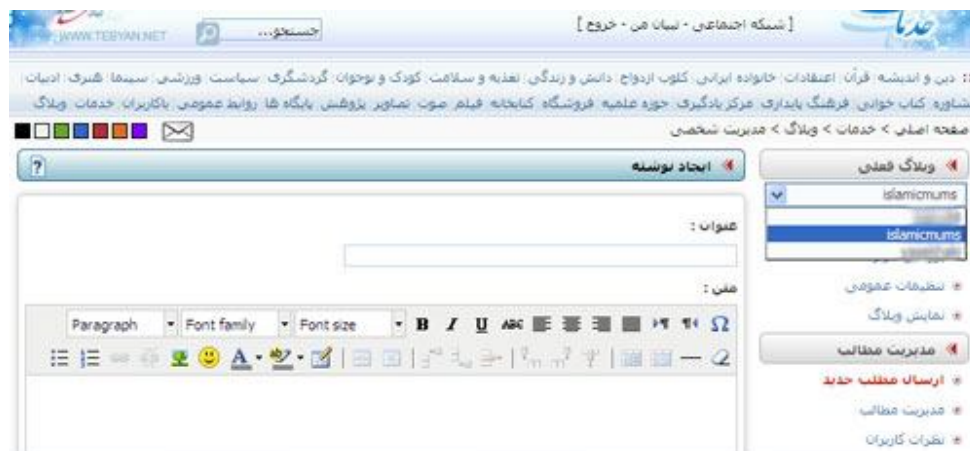 [ شبکه اجتماعی - تبیان من - خروج ]
جستجو...
WWW.TEBYAN.NET
خدمات
:: دین و اندیشه قرآن اعتقادات خانواده ایرانی کلوب ازدواج دانش و زندگی تغذیه و سلامت کودک و نوجوان گردشگری سیاست ورزشی سینما هنری ادبیات
مشاوره کتاب خوانی فرهنگ پایداری مرکز یادگیری حوزه علمیه فروشگاه کتابخانه فیلم صوت تصاویر پژوهش پایگاه ها روابط عمومی باکاربران خدمات وبلاگ
صفحه اصلی > خدمات > وبلاگ > مدیریت شخصی
وبلاگ فعلی
islamicmums
islamicmums
تنظیمات عمومی
نمایش وبلاگ
مدیریت مطالب
ارسال مطلب جدید
مدیریت مطالب
نظرات کاربران
ایجاد نوشته
?
عنوان :
متن :
Paragraph Font family Font size B I U ABC Ω
A